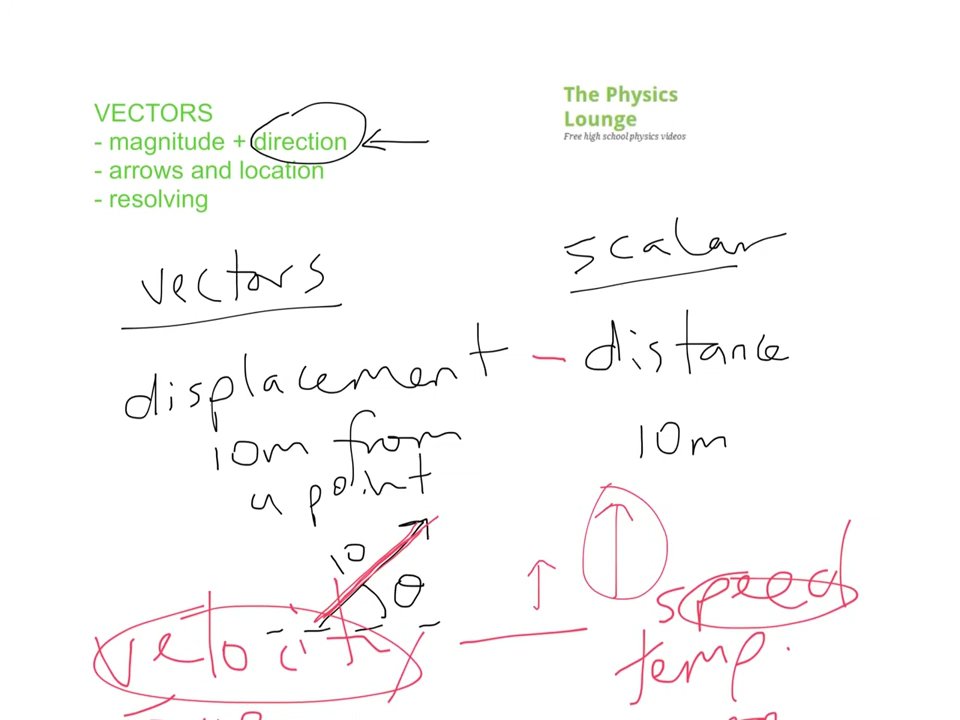 VECTORS
- magnitude + direction
- arrows and location
- resolving
The Physics
Lounge
Free high school physics videos
vectors
scalar
displacement - distance
10m from
a point
10m
10
θ
velocity
speed
temp.